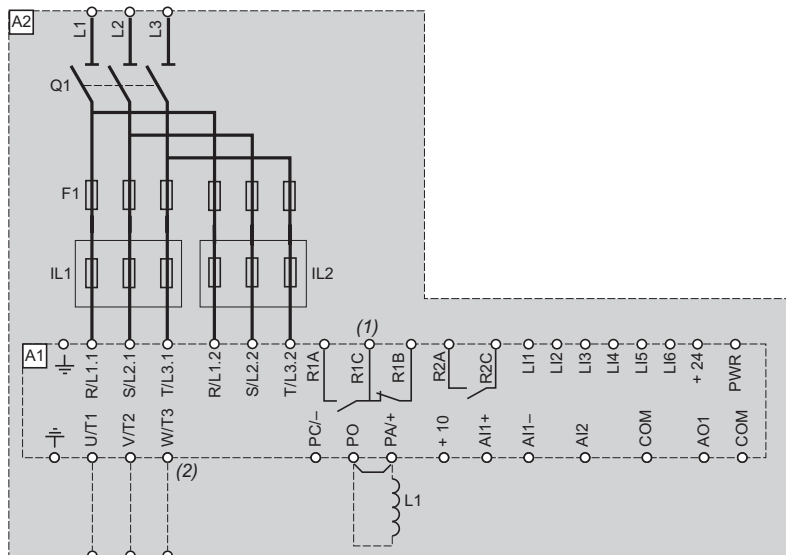 A2
L1
L2
L3
Q1
F1
IL1
IL2
(1)
A1
R/L1.1
S/L2.1
T/L3.1
R/L1.2
S/L2.2
T/L3.2
R1A
R1C
R1B
R2A
R2C
LI1
LI2
LI3
LI4
LI5
LI6
+ 24
PWR
U/T1
V/T2
W/T3
PC/–
PO
PA/+
+ 10
AI1+
AI1–
AI2
COM
AO1
COM
(2)
L1